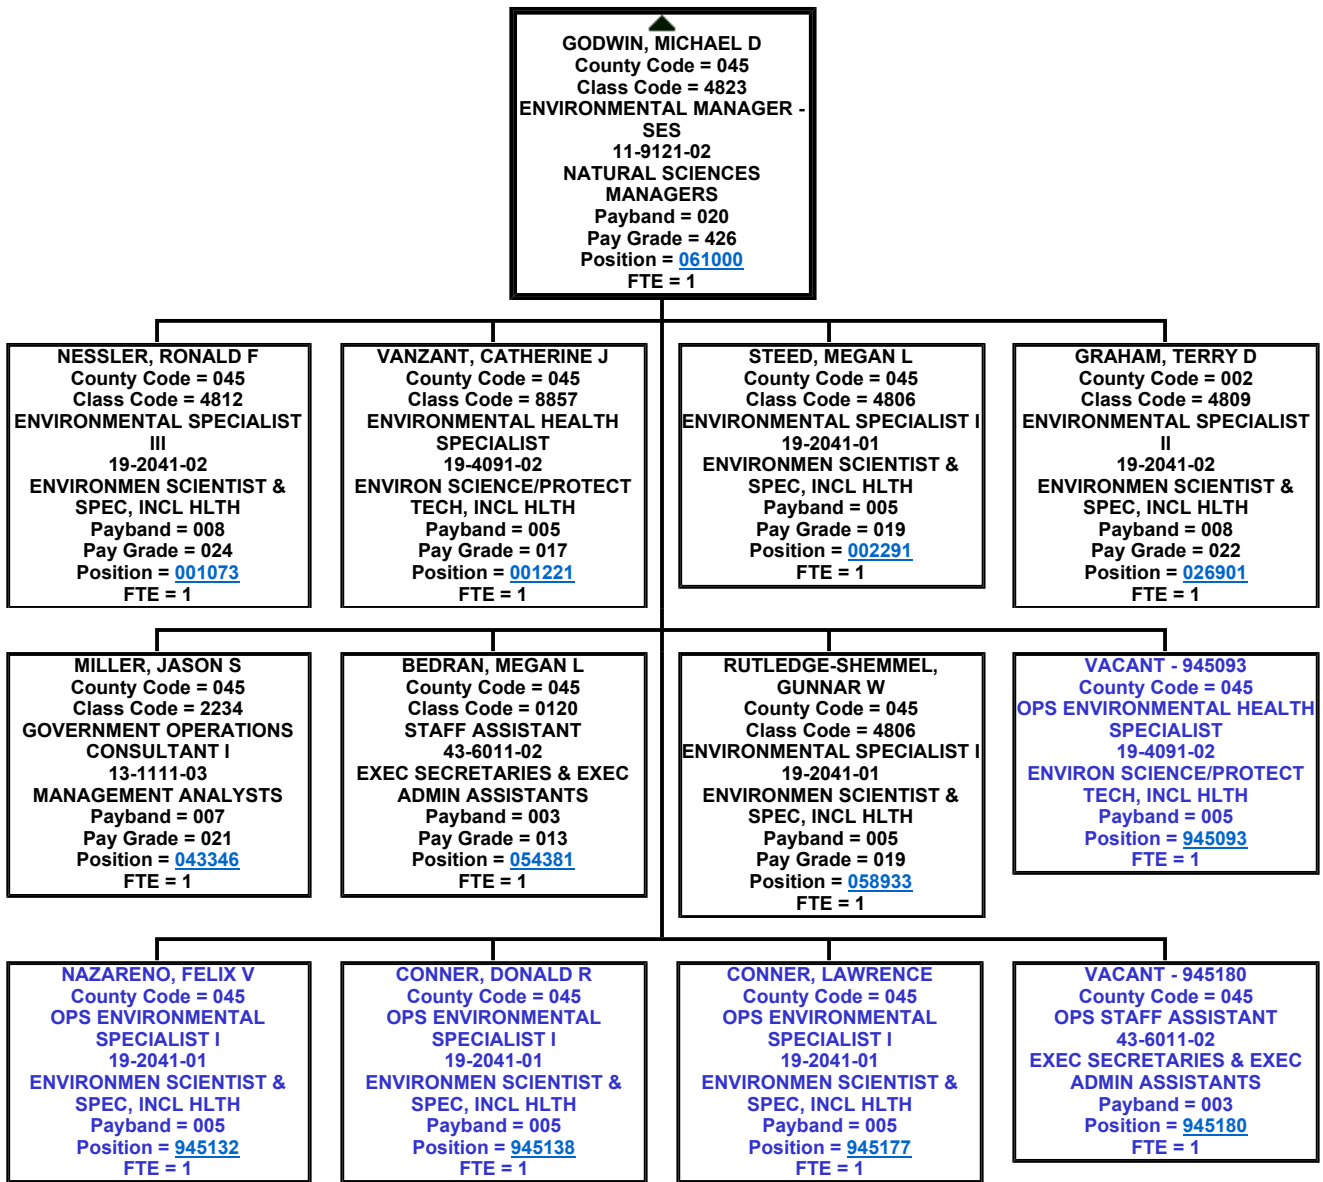 GODWIN, MICHAEL D
County Code = 045
Class Code = 4823
ENVIRONMENTAL MANAGER -
SES
11-9121-02
NATURAL SCIENCES
MANAGERS
Payband = 020
Pay Grade = 426
Position = 061000
FTE = 1
NESSLER, RONALD F
County Code = 045
Class Code = 4812
ENVIRONMENTAL SPECIALIST
III
19-2041-02
ENVIRONMEN SCIENTIST &
SPEC, INCL HLTH
Payband = 008
Pay Grade = 024
Position = 001073
FTE = 1
VANZANT, CATHERINE J
County Code = 045
Class Code = 8857
ENVIRONMENTAL HEALTH
SPECIALIST
19-4091-02
ENVIRON SCIENCE/PROTECT
TECH, INCL HLTH
Payband = 005
Pay Grade = 017
Position = 001221
FTE = 1
STEED, MEGAN L
County Code = 045
Class Code = 4806
ENVIRONMENTAL SPECIALIST I
19-2041-01
ENVIRONMEN SCIENTIST &
SPEC, INCL HLTH
Payband = 005
Pay Grade = 019
Position = 002291
FTE = 1
GRAHAM, TERRY D
County Code = 002
Class Code = 4809
ENVIRONMENTAL SPECIALIST
II
19-2041-02
ENVIRONMEN SCIENTIST &
SPEC, INCL HLTH
Payband = 008
Pay Grade = 022
Position = 026901
FTE = 1
MILLER, JASON S
County Code = 045
Class Code = 2234
GOVERNMENT OPERATIONS
CONSULTANT I
13-1111-03
MANAGEMENT ANALYSTS
Payband = 007
Pay Grade = 021
Position = 043346
FTE = 1
BEDRAN, MEGAN L
County Code = 045
Class Code = 0120
STAFF ASSISTANT
43-6011-02
EXEC SECRETARIES & EXEC
ADMIN ASSISTANTS
Payband = 003
Pay Grade = 013
Position = 054381
FTE = 1
RUTLEDGE-SHEMMEL,
GUNNAR W
County Code = 045
Class Code = 4806
ENVIRONMENTAL SPECIALIST I
19-2041-01
ENVIRONMEN SCIENTIST &
SPEC, INCL HLTH
Payband = 005
Pay Grade = 019
Position = 058933
FTE = 1
VACANT - 945093
County Code = 045
OPS ENVIRONMENTAL HEALTH
SPECIALIST
19-4091-02
ENVIRON SCIENCE/PROTECT
TECH, INCL HLTH
Payband = 005
Position = 945093
FTE = 1
NAZARENO, FELIX V
County Code = 045
OPS ENVIRONMENTAL
SPECIALIST I
19-2041-01
ENVIRONMEN SCIENTIST &
SPEC, INCL HLTH
Payband = 005
Position = 945132
FTE = 1
CONNER, DONALD R
County Code = 045
OPS ENVIRONMENTAL
SPECIALIST I
19-2041-01
ENVIRONMEN SCIENTIST &
SPEC, INCL HLTH
Payband = 005
Position = 945138
FTE = 1
CONNER, LAWRENCE
County Code = 045
OPS ENVIRONMENTAL
SPECIALIST I
19-2041-01
ENVIRONMEN SCIENTIST &
SPEC, INCL HLTH
Payband = 005
Position = 945177
FTE = 1
VACANT - 945180
County Code = 045
OPS STAFF ASSISTANT
43-6011-02
EXEC SECRETARIES & EXEC
ADMIN ASSISTANTS
Payband = 003
Position = 945180
FTE = 1